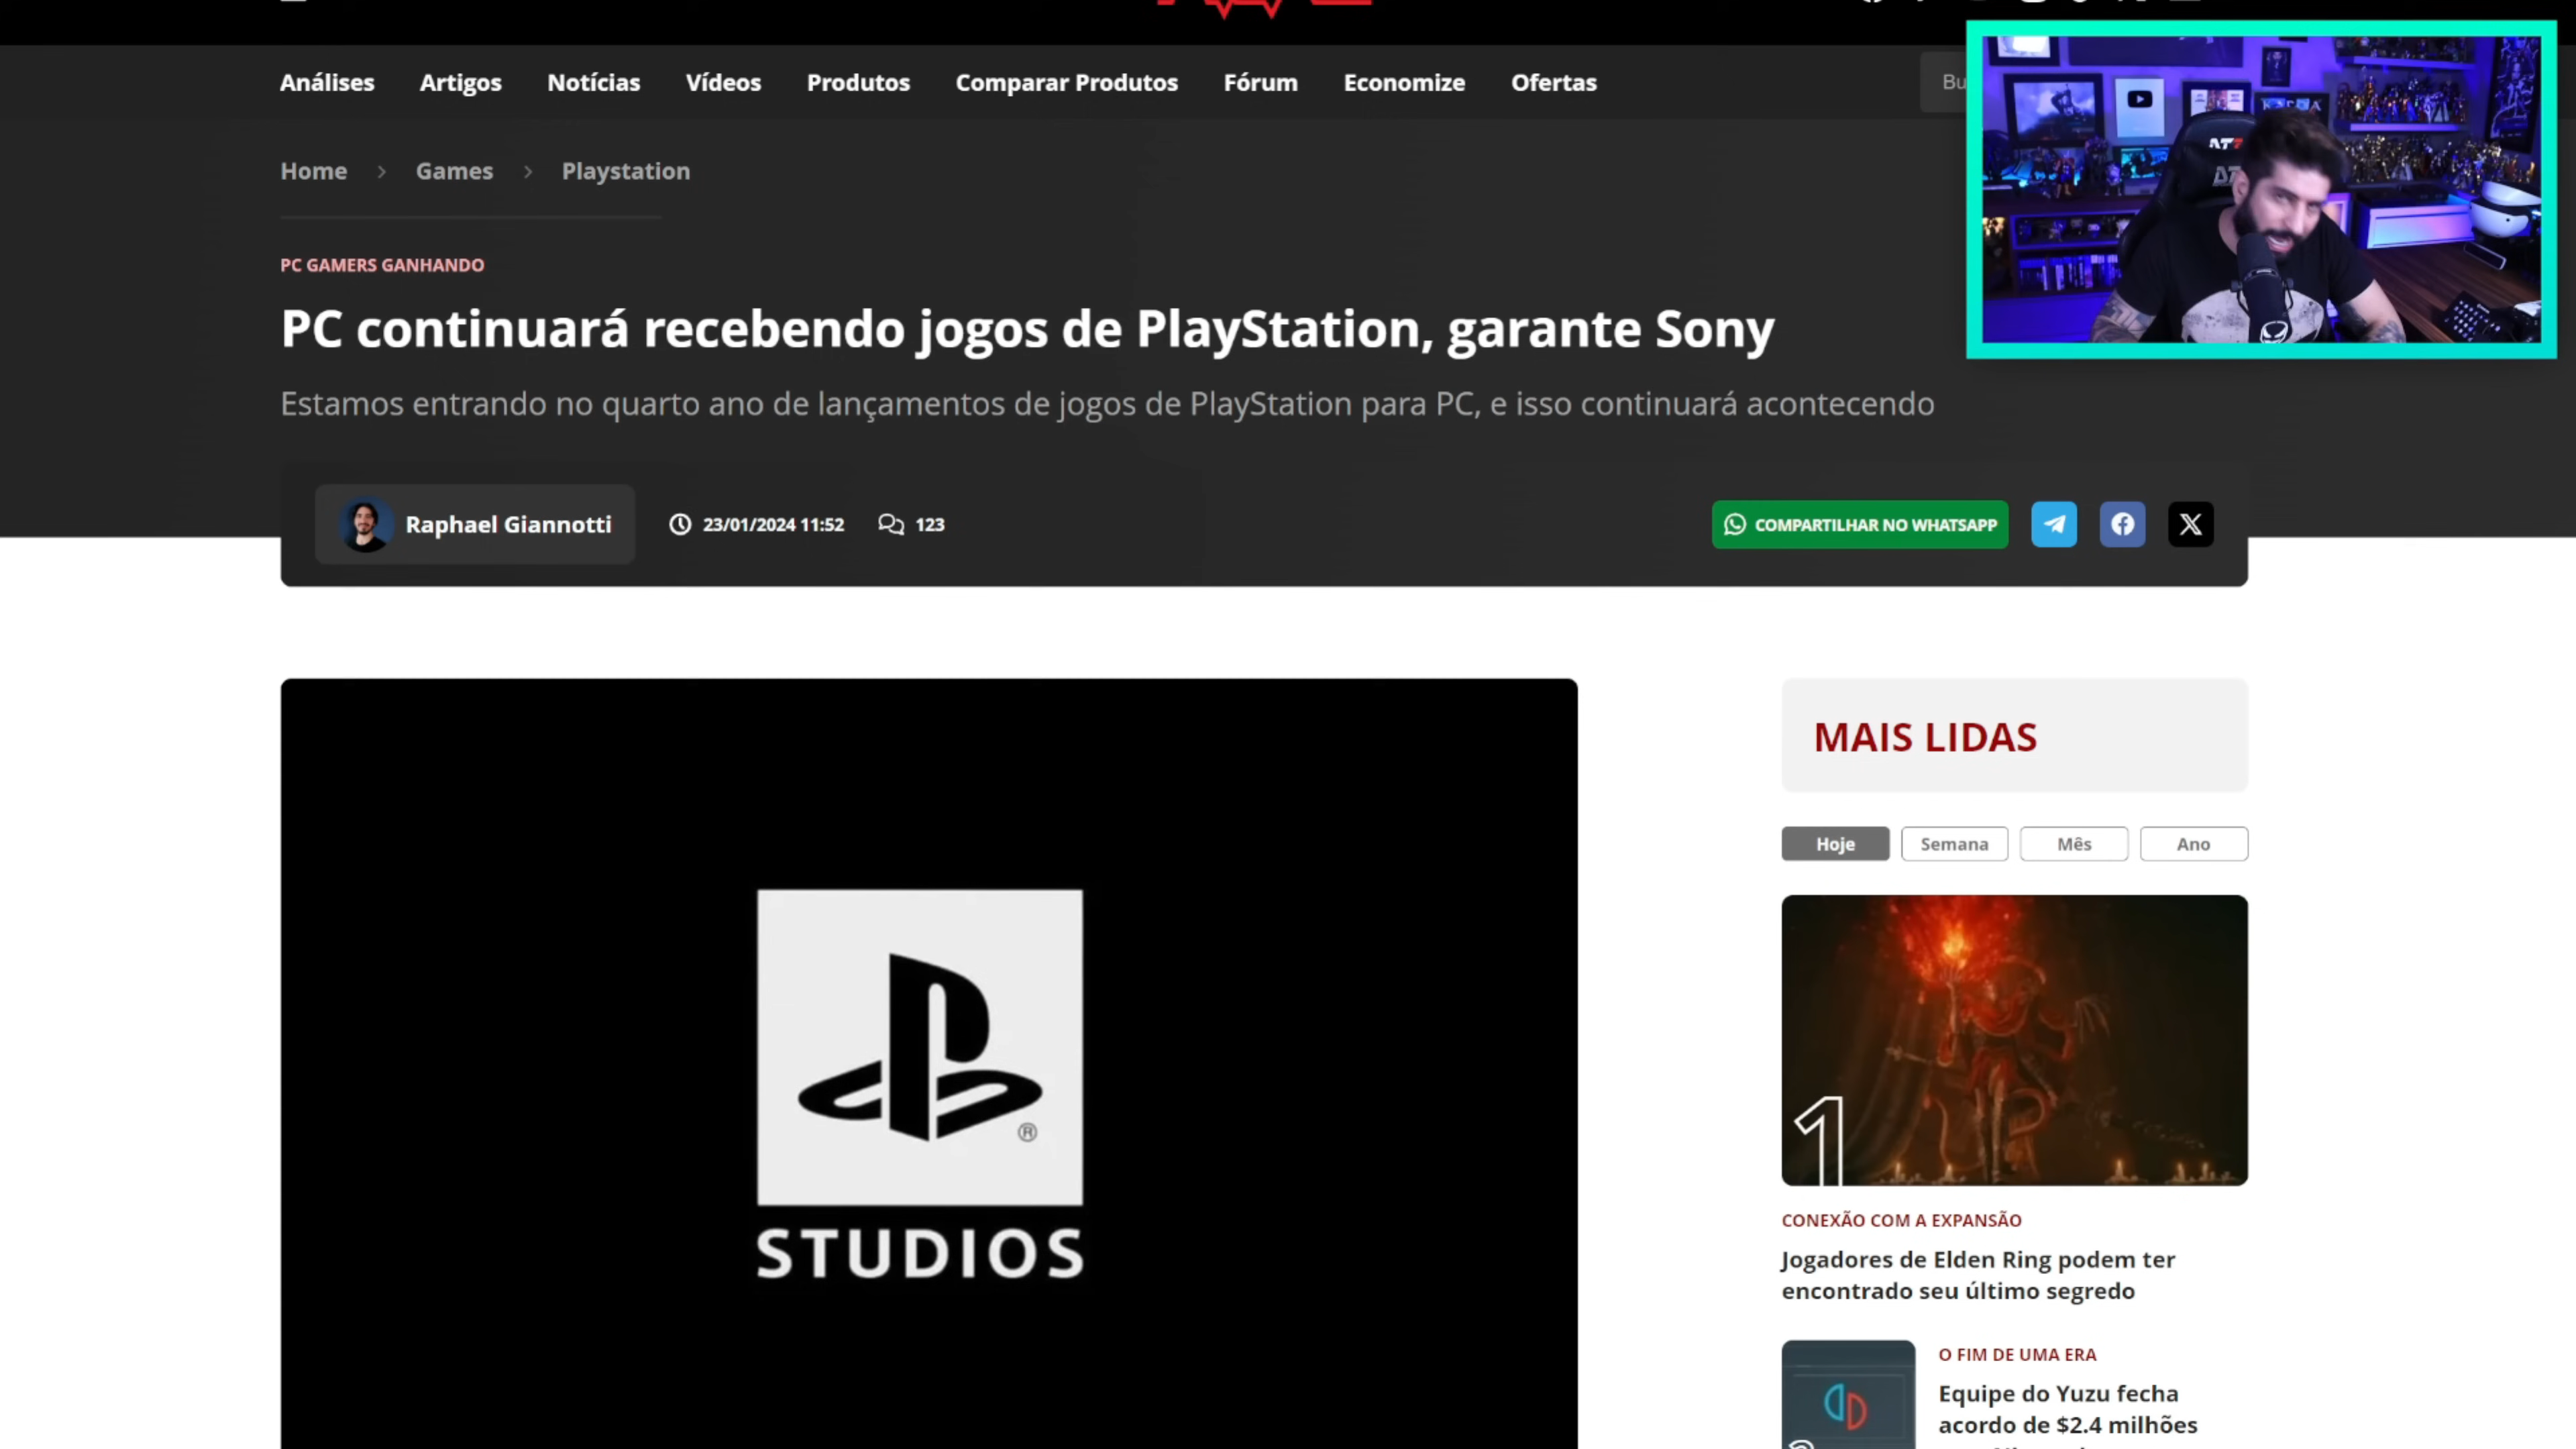 Análises Artigos Notícias Vídeos Produtos Comparar Produtos Fórum Economize Ofertas
Home > Games > Playstation
PC GAMERS GANHANDO
PC continuará recebendo jogos de PlayStation, garante Sony
Estamos entrando no quarto ano de lançamentos de jogos de PlayStation para PC, e isso continuará acontecendo
Raphael Giannotti 23/01/2024 11:52 123
COMPARTILHAR NO WHATSAPP
MAIS LIDAS
Hoje Semana Mês Ano
STUDIOS
1
CONEXÃO COM A EXPANSÃO
Jogadores de Elden Ring podem ter
encontrado seu último segredo
O FIM DE UMA ERA
Equipe do Yuzu fecha
acordo de $2.4 milhões